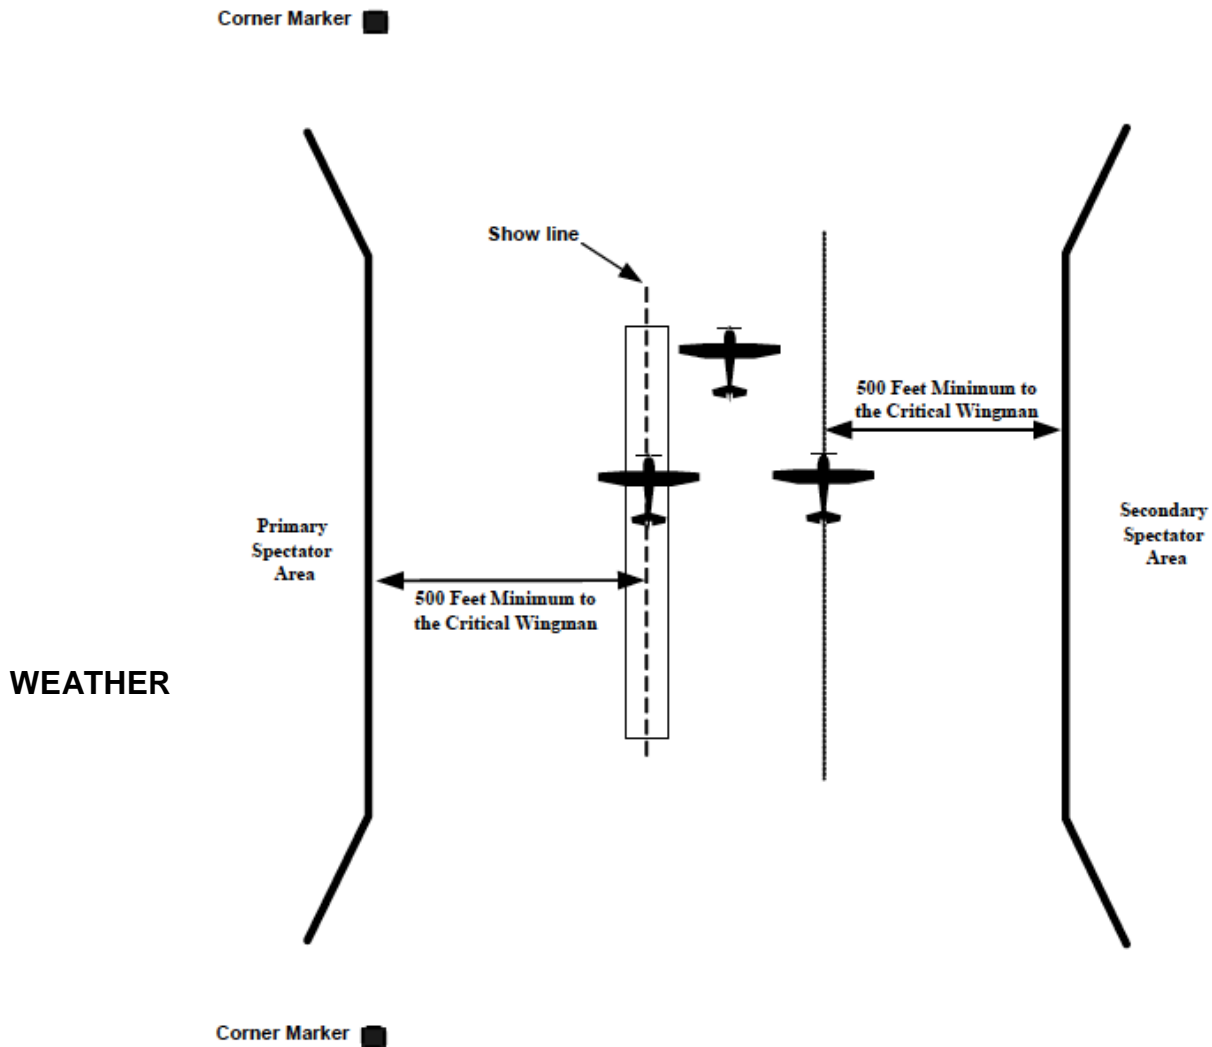 Corner Marker
Show line
500 Feet Minimum to
the Critical Wingman
Primary
Spectator
Area
Secondary
Spectator
Area
500 Feet Minimum to
the Critical Wingman
WEATHER
Corner Marker